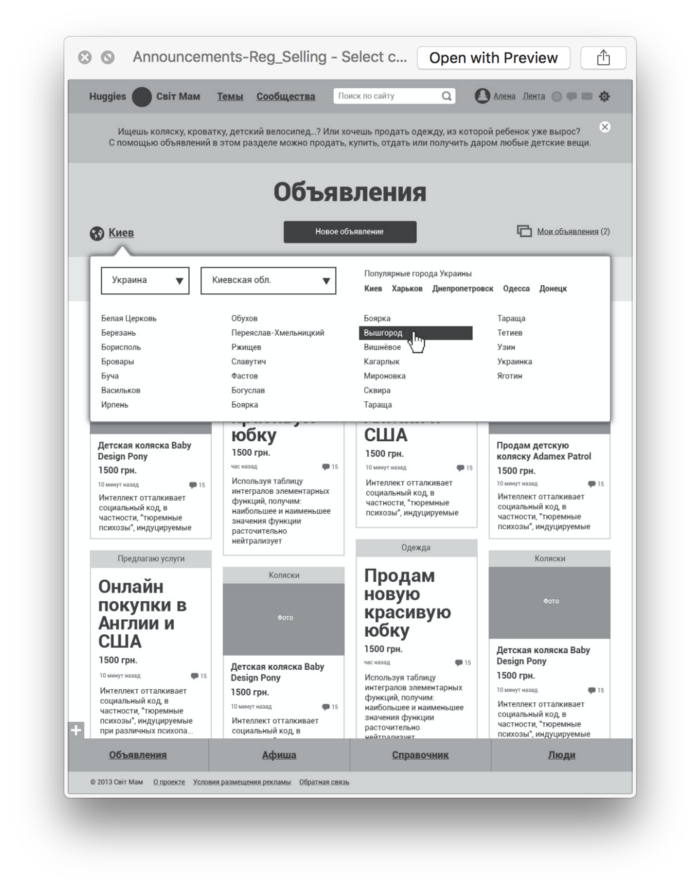 Announcements-Reg_Selling - Select c...
Open with Preview
Huggies Світ Мам Темы Сообщества Поиск по сайту Алена Лента
Ищешь коляску, кроватку, детский велосипед..? Или хочешь продать одежду, из которой ребенок уже вырос?
С помощью объявлений в этом разделе можно продать, купить, отдать или получить даром любые детские вещи.
Объявления
Киев
Новое объявление
Мои объявления (2)
Украина
Киевская обл.
Популярные города Украины
Киев Харьков Днепропетровск Одесса Донецк
Белая Церковь
Березань
Борисполь
Бровары
Буча
Васильков
Ирпень
Обухов
Переяслав-Хмельницкий
Ржищев
Славутич
Фастов
Богуслав
Боярка
Боярка
Вышгород
Вишнёвое
Кагарлык
Мироновка
Сквира
Тараща
Тараща
Тетиев
Узин
Украинка
Яготин
Детская коляска Baby
Design Pony
1500 грн.
10 минут назад 15
Интеллект отталкивает
социальный код, в
частности, "тюремные
психозы", индуцируемые
Предлагаю услуги
Онлайн
покупки в
Англии и
США
1500 грн.
10 минут назад 15
Интеллект отталкивает
социальный код, в
частности, "тюремные
психозы", индуцируемые
при различных психопа...
юбку
1500 грн.
час назад 15
Используя таблицу
интегралов элементарных
функций, получим:
наибольшее и наименьшее
значения функции
расточительно
нейтрализует
Коляски
Фото
Детская коляска Baby
Design Pony
1500 грн.
10 минут назад 15
Интеллект отталкивает
социальный код, в
США
1500 грн.
10 минут назад 15
Интеллект отталкивает
социальный код, в
частности, "тюремные
психозы", индуцируемые
Одежда
Продам
новую
красивую
юбку
1500 грн.
час назад 15
Используя таблицу
интегралов элементарных
функций, получим:
наибольшее и наименьшее
значения функции
расточительно
нейтрализует
Продам детскую
коляску Adamex Patrol
1500 грн.
10 минут назад 15
Интеллект отталкивает
социальный код, в
частности, "тюремные
психозы", индуцируемые
Коляски
Фото
Детская коляска Baby
Design Pony
1500 грн.
10 минут назад 15
Интеллект отталкивает
социальный код, в
частности, "тюремные
психозы", индуцируемые
Объявления Афиша Справочник Люди
© 2013 Світ Мам О проекте Условия размещения рекламы Обратная связь